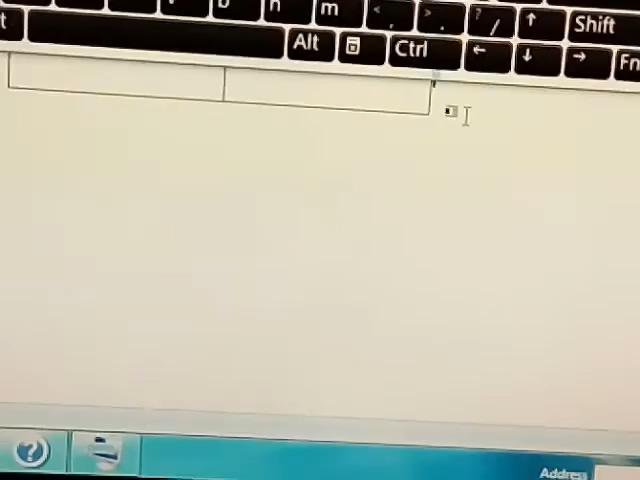 b n m < , > . ? / ↑ Shift
t Alt Ctrl ← ↓ → Fn
?
Address